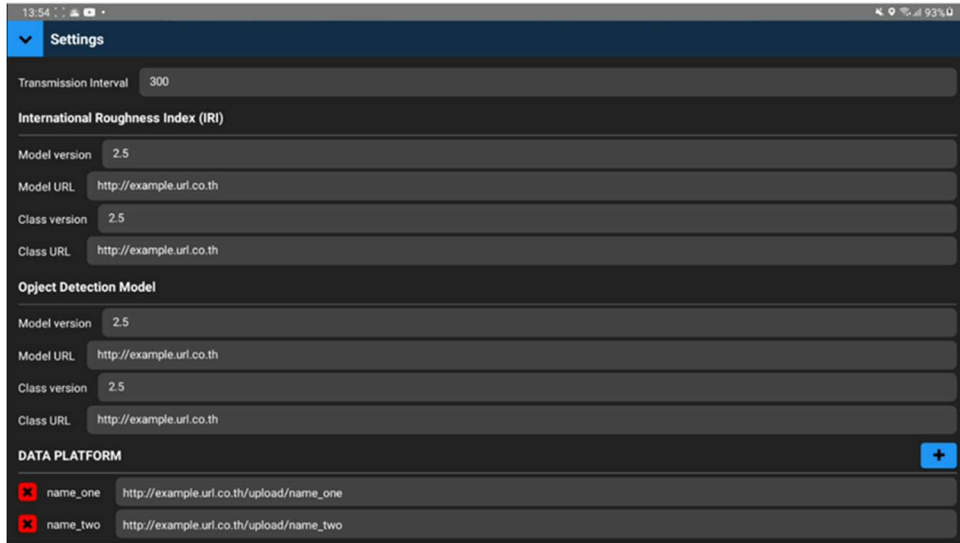 13:54 93%
Settings
Transmission Interval 300
International Roughness Index (IRI)
Model version 2.5
Model URL http://example.url.co.th
Class version 2.5
Class URL http://example.url.co.th
Opject Detection Model
Model version 2.5
Model URL http://example.url.co.th
Class version 2.5
Class URL http://example.url.co.th
DATA PLATFORM +
name_one http://example.url.co.th/upload/name_one
name_two http://example.url.co.th/upload/name_two